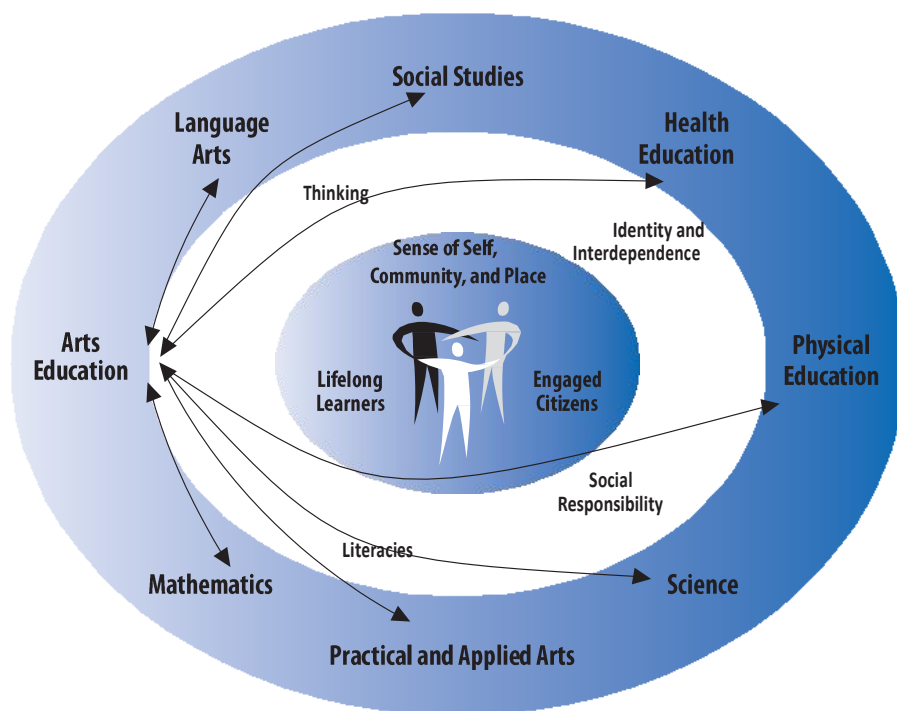 Social Studies
Language
Arts
Health
Education
Thinking
Identity and
Interdependence
Sense of Self,
Community, and Place
Arts
Education
Physical
Education
Lifelong
Learners
Engaged
Citizens
Social
Responsibility
Literacies
Mathematics
Science
Practical and Applied Arts